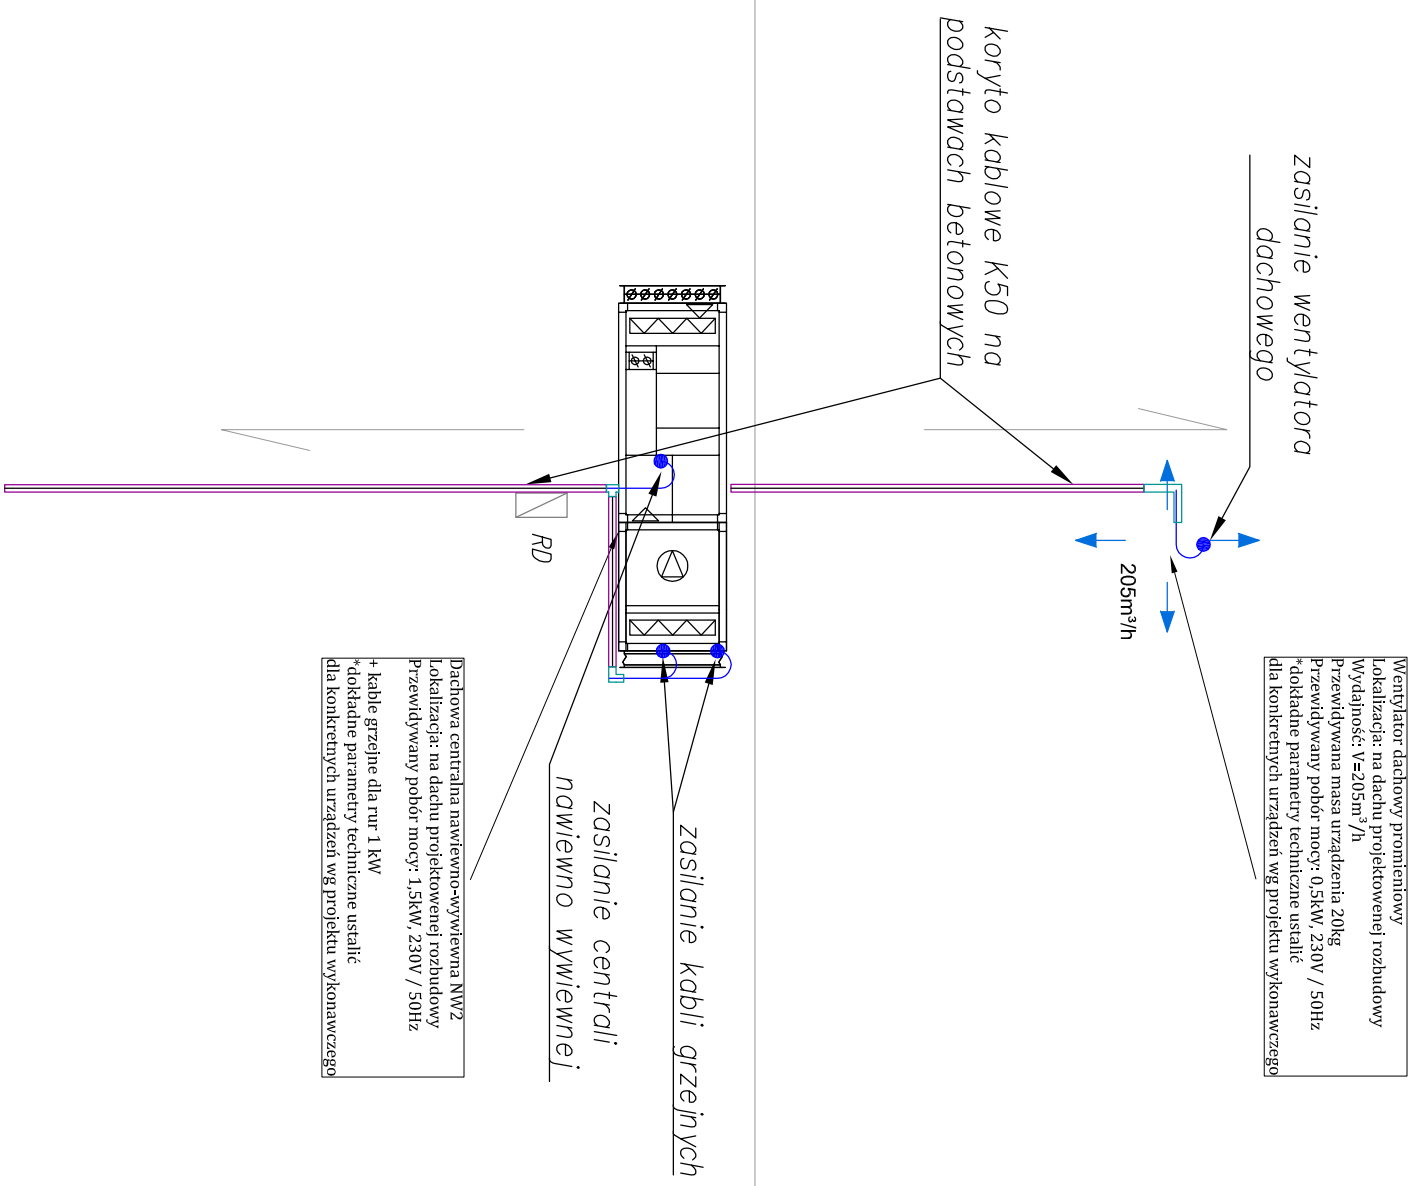 zasilanie wentylatora
dachowego
koryto kablowe K50 na
podstawach betonowych
205m³/h
RD
Wentylator dachowy promieniowy
Lokalizacja: na dachu projektowenej rozbudowy
Wydajność: V=205m³/h
Przewidywana masa urządzenia 20kg
Przewidywany pobór mocy: 0,5kW, 230V / 50Hz
*dokładne parametry techniczne ustalić
dla konkretnych urządzeń wg projektu wykonawczego
zasilanie kabli grzejnych
zasilanie centrali
nawiewno wywiewnej
Dachowa centralna nawiewno-wywiewna NW2
Lokalizacja: na dachu projektowenej rozbudowy
Przewidywany pobór mocy: 1,5kW, 230V / 50Hz
+ kable grzejne dla rur 1 kW
*dokładne parametry techniczne ustalić
dla konkretnych urządzeń wg projektu wykonawczego